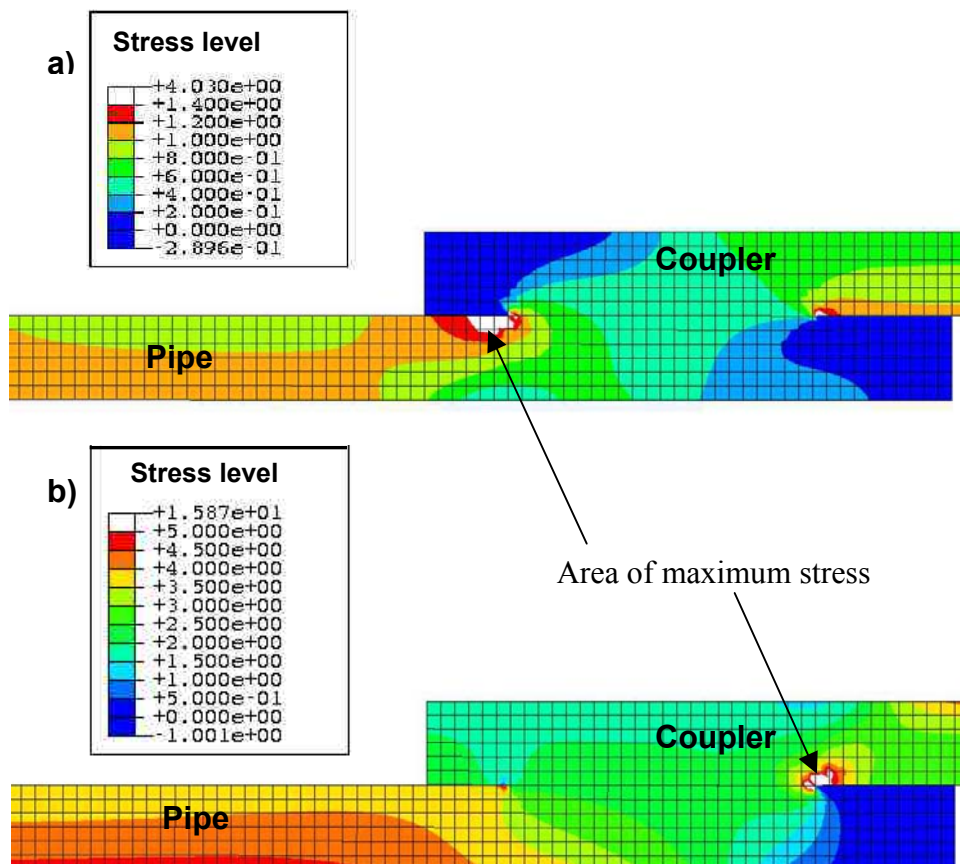 a)
Stress level
+4.030e+00
+1.400e+00
+1.200e+00
+1.000e+00
+8.000e-01
+6.000e-01
+4.000e-01
+2.000e-01
+0.000e+00
-2.896e-01
Coupler
Pipe
b)
Stress level
+1.587e+01
+5.000e+00
+4.500e+00
+4.000e+00
+3.500e+00
+3.000e+00
+2.500e+00
+2.000e+00
+1.500e+00
+1.000e+00
+5.000e-01
+0.000e+00
-1.001e+00
Area of maximum stress
Coupler
Pipe